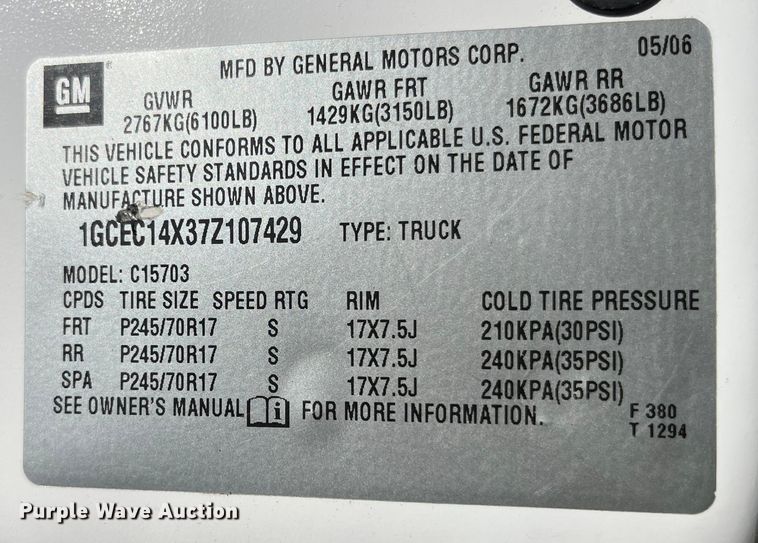 GM
MFD BY GENERAL MOTORS CORP. 05/06
GVWR GAWR FRT GAWR RR
2767KG(6100LB) 1429KG(3150LB) 1672KG(3686LB)
THIS VEHICLE CONFORMS TO ALL APPLICABLE U.S. FEDERAL MOTOR
VEHICLE SAFETY STANDARDS IN EFFECT ON THE DATE OF
MANUFACTURE SHOWN ABOVE.
1GCEC14X37Z107429 TYPE: TRUCK
MODEL: C15703
CPDS TIRE SIZE SPEED RTG RIM COLD TIRE PRESSURE
FRT P245/70R17 S 17X7.5J 210KPA(30PSI)
RR P245/70R17 S 17X7.5J 240KPA(35PSI)
SPA P245/70R17 S 17X7.5J 240KPA(35PSI)
SEE OWNER'S MANUAL i FOR MORE INFORMATION. F 380
T 1294
Purple Wave Auction